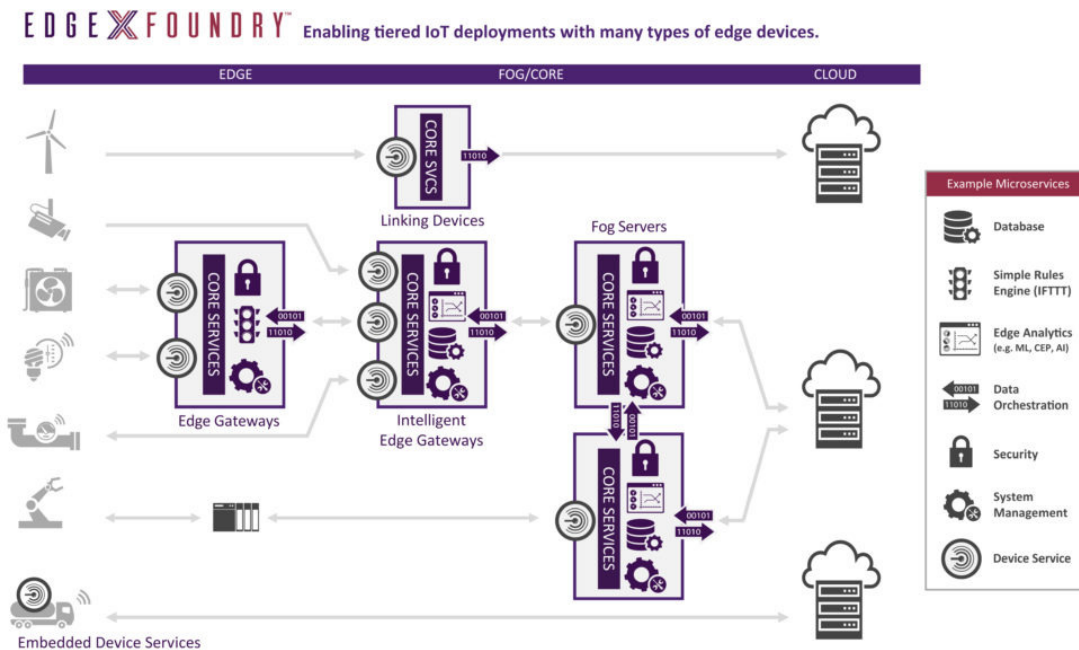 EDGE X FOUNDRY™ Enabling tiered IoT deployments with many types of edge devices.
EDGE FOG/CORE CLOUD
CORE SVCS
11010
Linking Devices
Fog Servers
CORE SERVICES
00101
11010
Edge Gateways
CORE SERVICES
00101
11010
Intelligent
Edge Gateways
CORE SERVICES
00101
11010
11010
00101
CORE SERVICES
00101
11010
Embedded Device Services
Example Microservices
Database
Simple Rules
Engine (IFTTT)
Edge Analytics
(e.g. ML, CEP, AI)
00101
11010
Data
Orchestration
Security
System
Management
Device Service